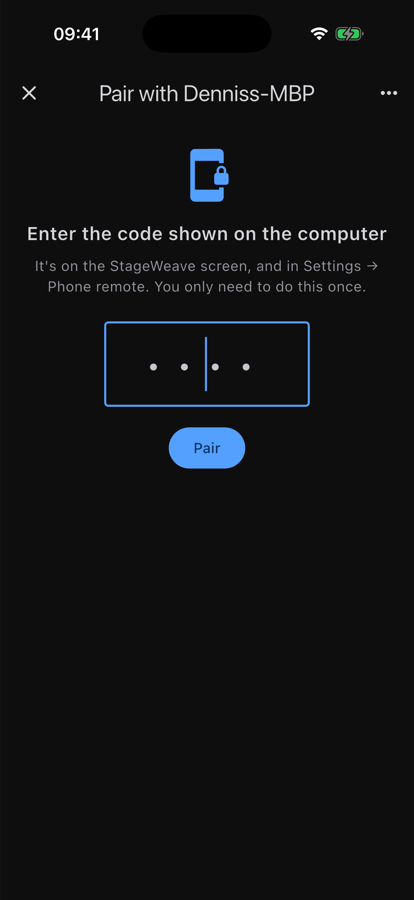 09:41
Pair with Denniss-MBP
Enter the code shown on the computer
It's on the StageWeave screen, and in Settings →
Phone remote. You only need to do this once.
• • • •
Pair